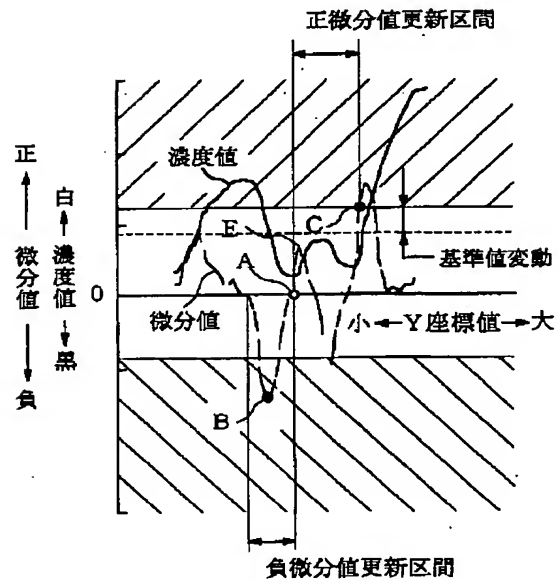 正微分値更新区間
正
微分値
負
白
濃度値
黒
濃度値
E
C
A
基準値変動
0
微分値
小 ← Y座標値 → 大
B
負微分値更新区間